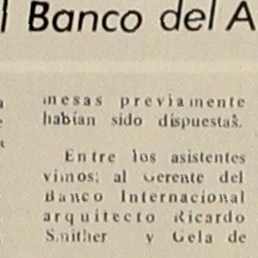 l Banco del A
mesas previamente
habían sido dispuestas.
Entre los asistentes
vimos; al Gerente del
Banco Internacional
arquitecto Ricardo
Smither y Gela de